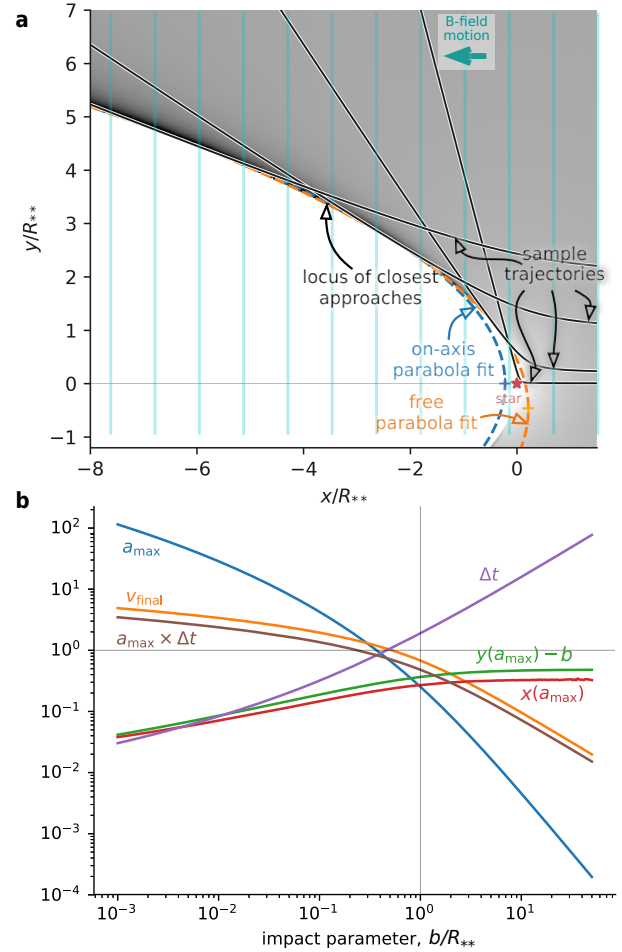 a
7
6
5
4
3
2
1
0
−1
y/R**
B-field
motion
sample
trajectories
locus of closest
approaches
on-axis
parabola fit
star
free
parabola fit
−8
−6
−4
−2
0
x/R**
b
10²
10¹
10⁰
10⁻¹
10⁻²
10⁻³
10⁻⁴
a_max
Δt
v_final
a_max × Δt
y(a_max) − b
x(a_max)
10⁻³
10⁻²
10⁻¹
10⁰
10¹
impact parameter, b/R**